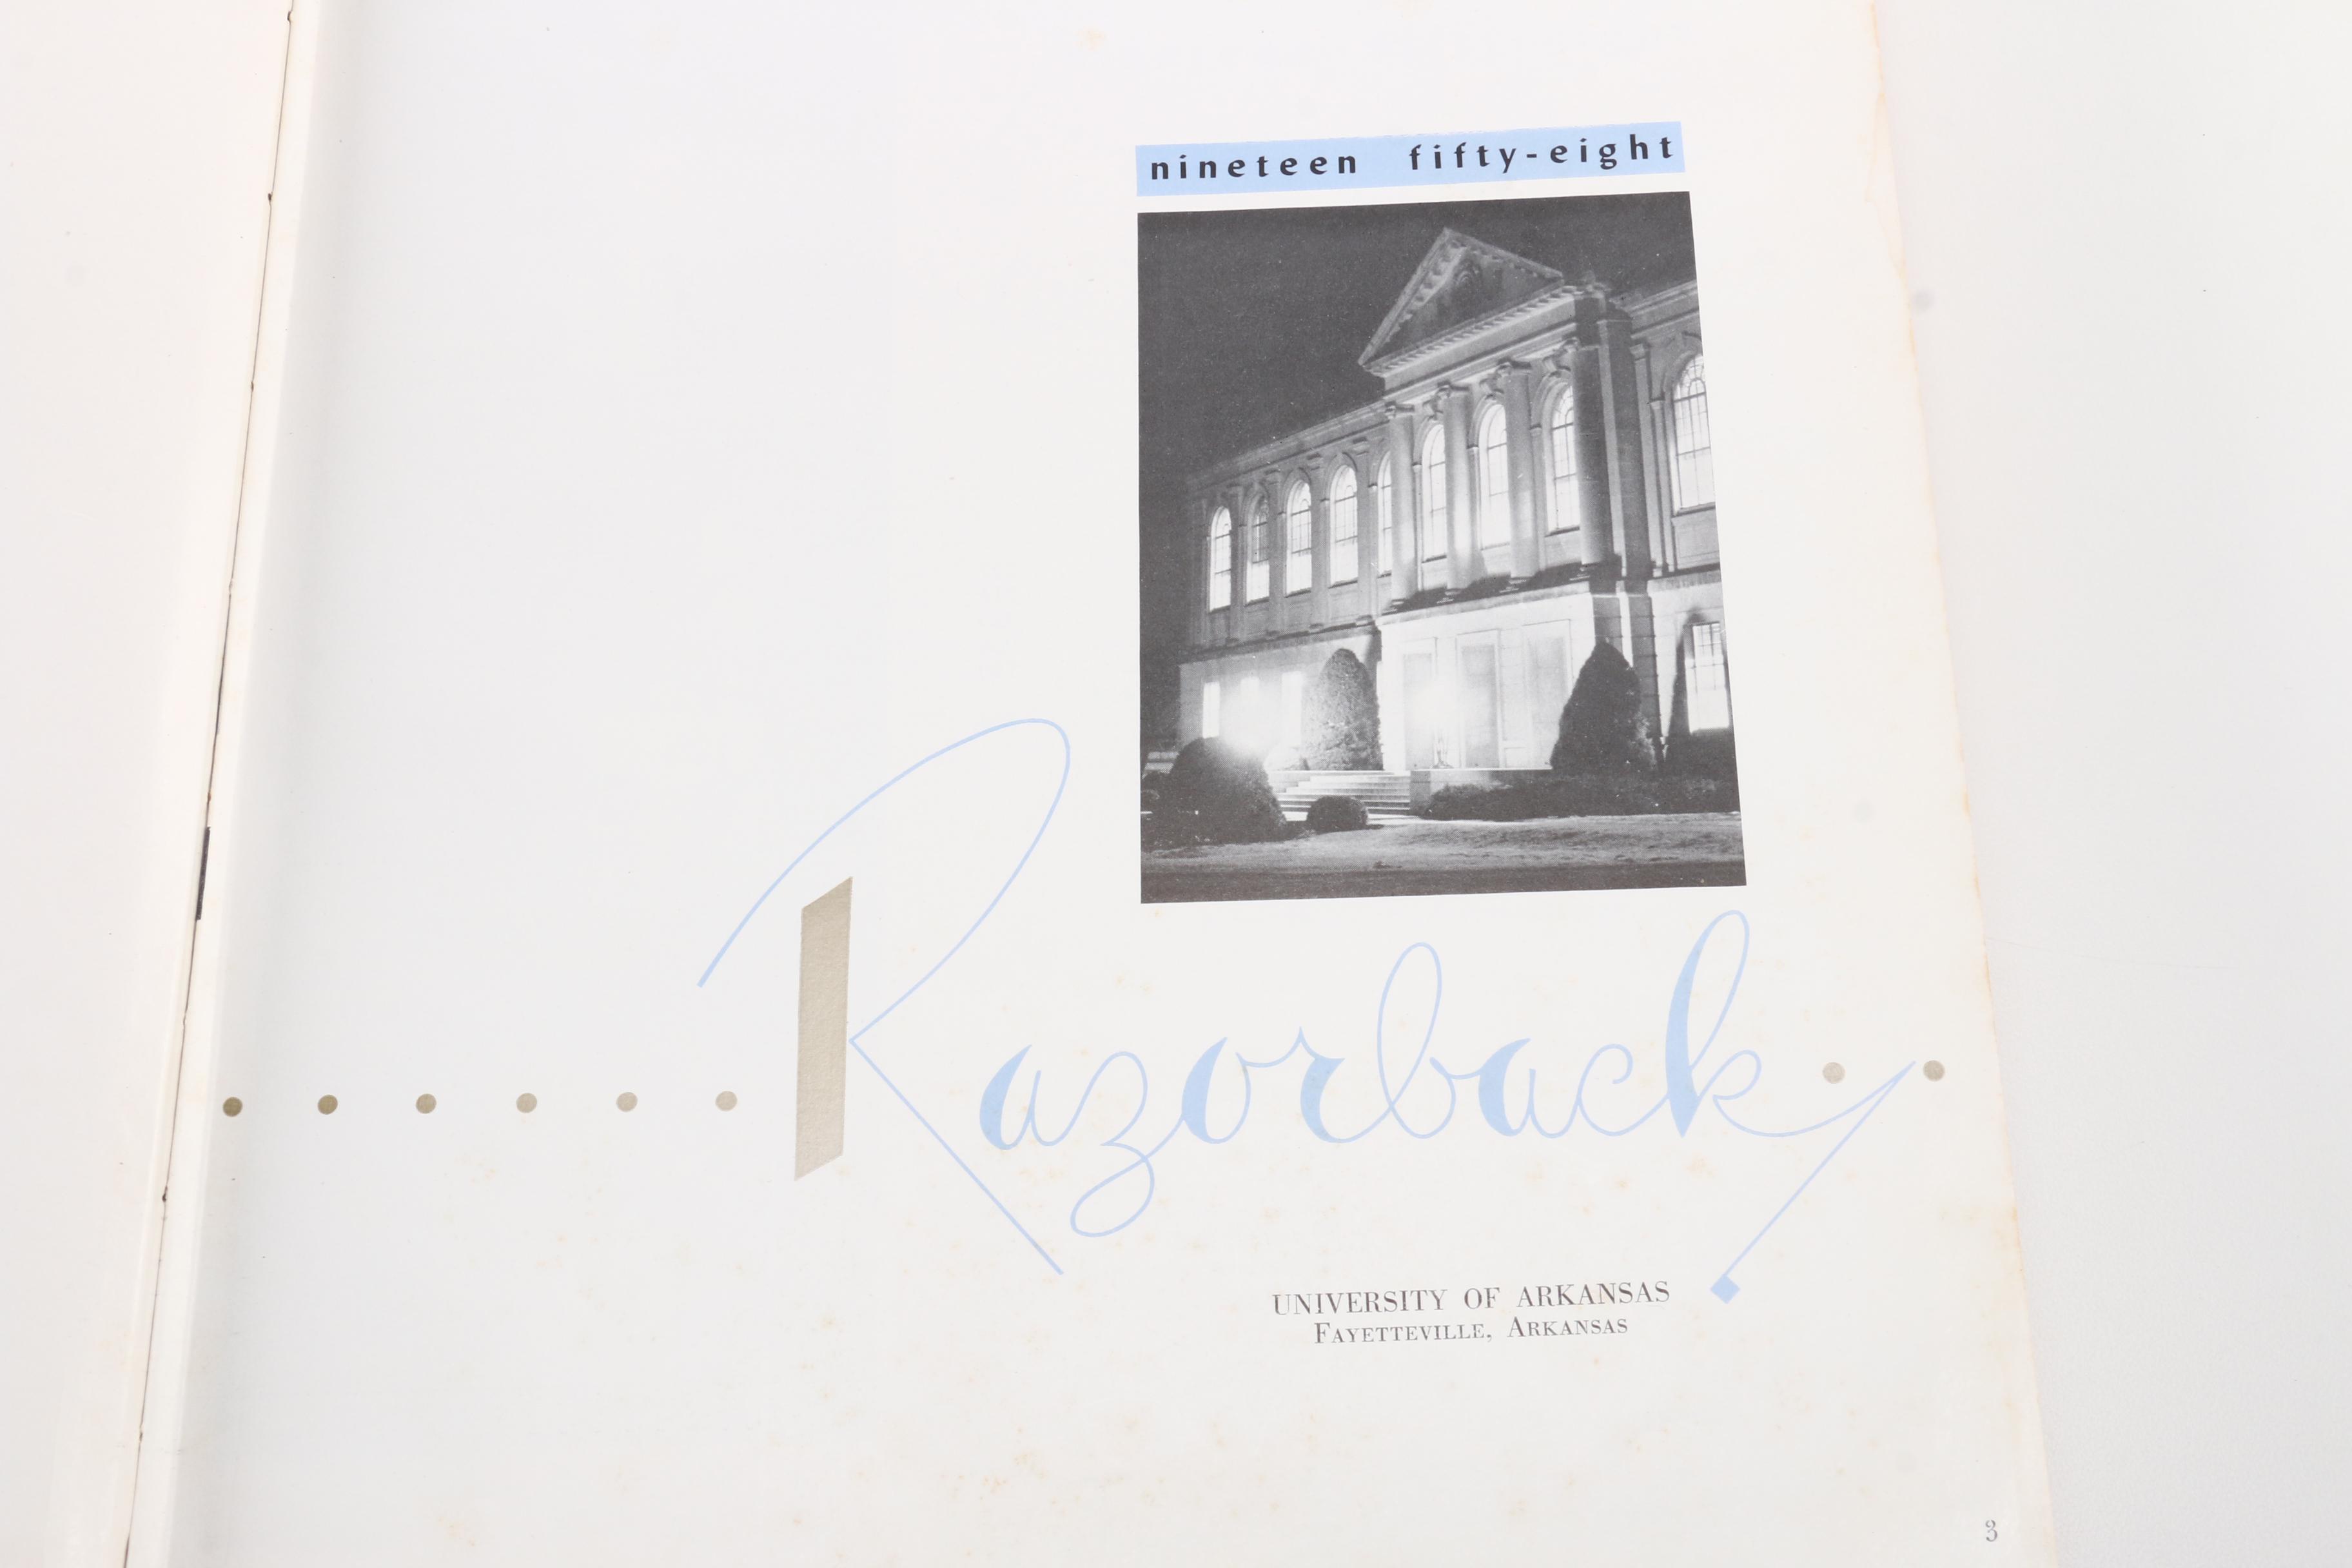 nineteen fifty-eight
Razorback
UNIVERSITY OF ARKANSAS
FAYETTEVILLE, ARKANSAS
3